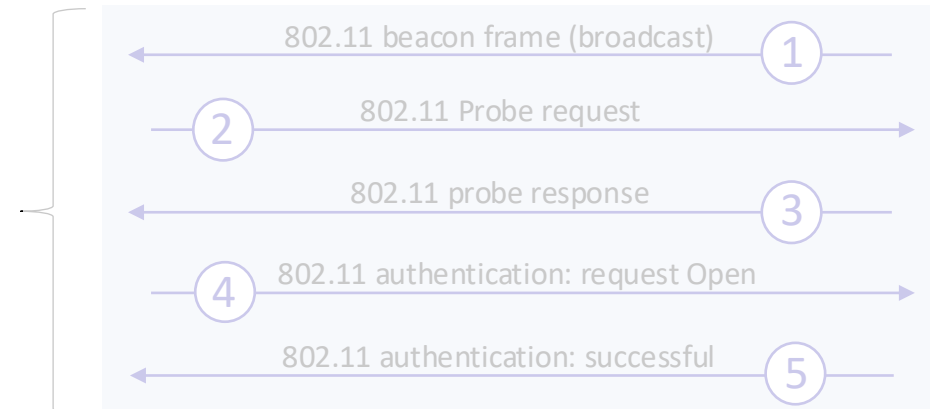 802.11 beacon frame (broadcast)
1
802.11 Probe request
2
802.11 probe response
3
802.11 authentication: request Open
4
802.11 authentication: successful
5